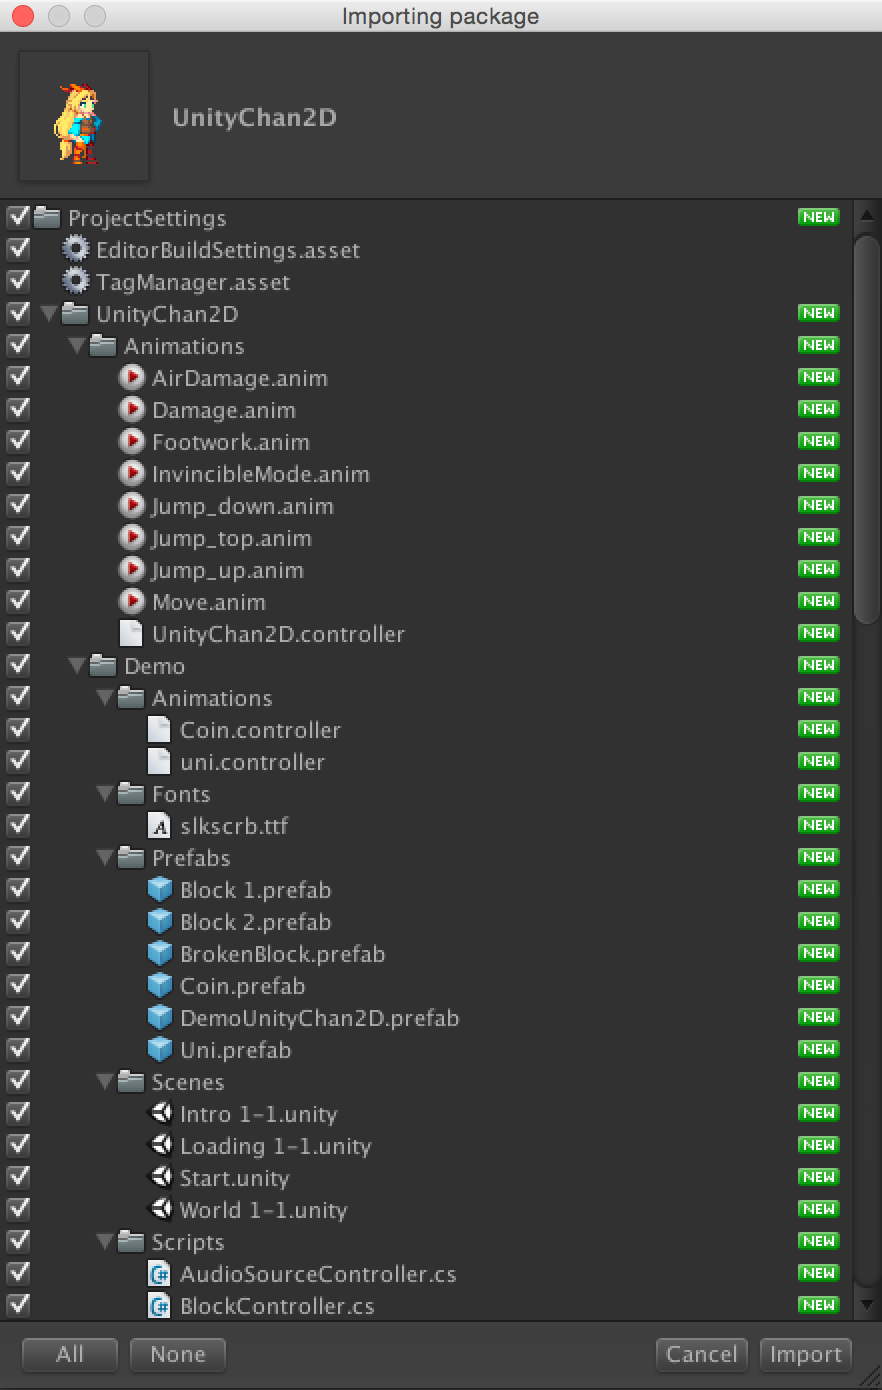 Importing package
UnityChan2D
ProjectSettings NEW
EditorBuildSettings.asset
TagManager.asset
UnityChan2D NEW
Animations NEW
AirDamage.anim NEW
Damage.anim NEW
Footwork.anim NEW
InvincibleMode.anim NEW
Jump_down.anim NEW
Jump_top.anim NEW
Jump_up.anim NEW
Move.anim NEW
UnityChan2D.controller NEW
Demo NEW
Animations NEW
Coin.controller NEW
uni.controller NEW
Fonts NEW
slkscrb.ttf NEW
Prefabs NEW
Block 1.prefab NEW
Block 2.prefab NEW
BrokenBlock.prefab NEW
Coin.prefab NEW
DemoUnityChan2D.prefab NEW
Uni.prefab NEW
Scenes NEW
Intro 1-1.unity NEW
Loading 1-1.unity NEW
Start.unity NEW
World 1-1.unity NEW
Scripts NEW
AudioSourceController.cs NEW
BlockController.cs NEW
All None Cancel Import